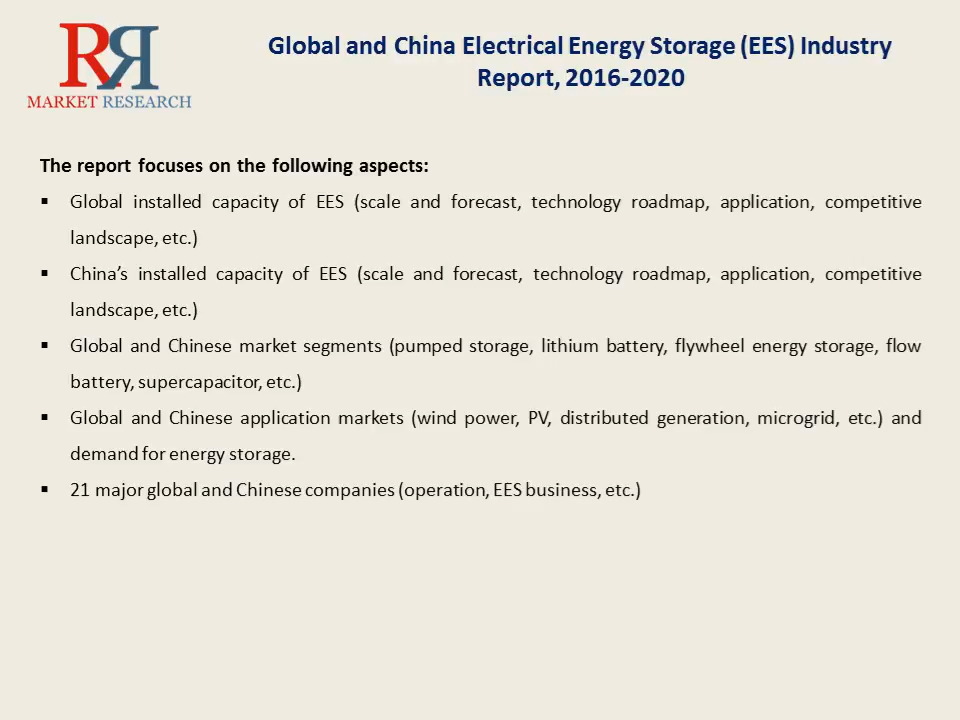 RR
MARKET RESEARCH
Global and China Electrical Energy Storage (EES) Industry
Report, 2016-2020
The report focuses on the following aspects:
▪ Global installed capacity of EES (scale and forecast, technology roadmap, application, competitive
landscape, etc.)
▪ China’s installed capacity of EES (scale and forecast, technology roadmap, application, competitive
landscape, etc.)
▪ Global and Chinese market segments (pumped storage, lithium battery, flywheel energy storage, flow
battery, supercapacitor, etc.)
▪ Global and Chinese application markets (wind power, PV, distributed generation, microgrid, etc.) and
demand for energy storage.
▪ 21 major global and Chinese companies (operation, EES business, etc.)